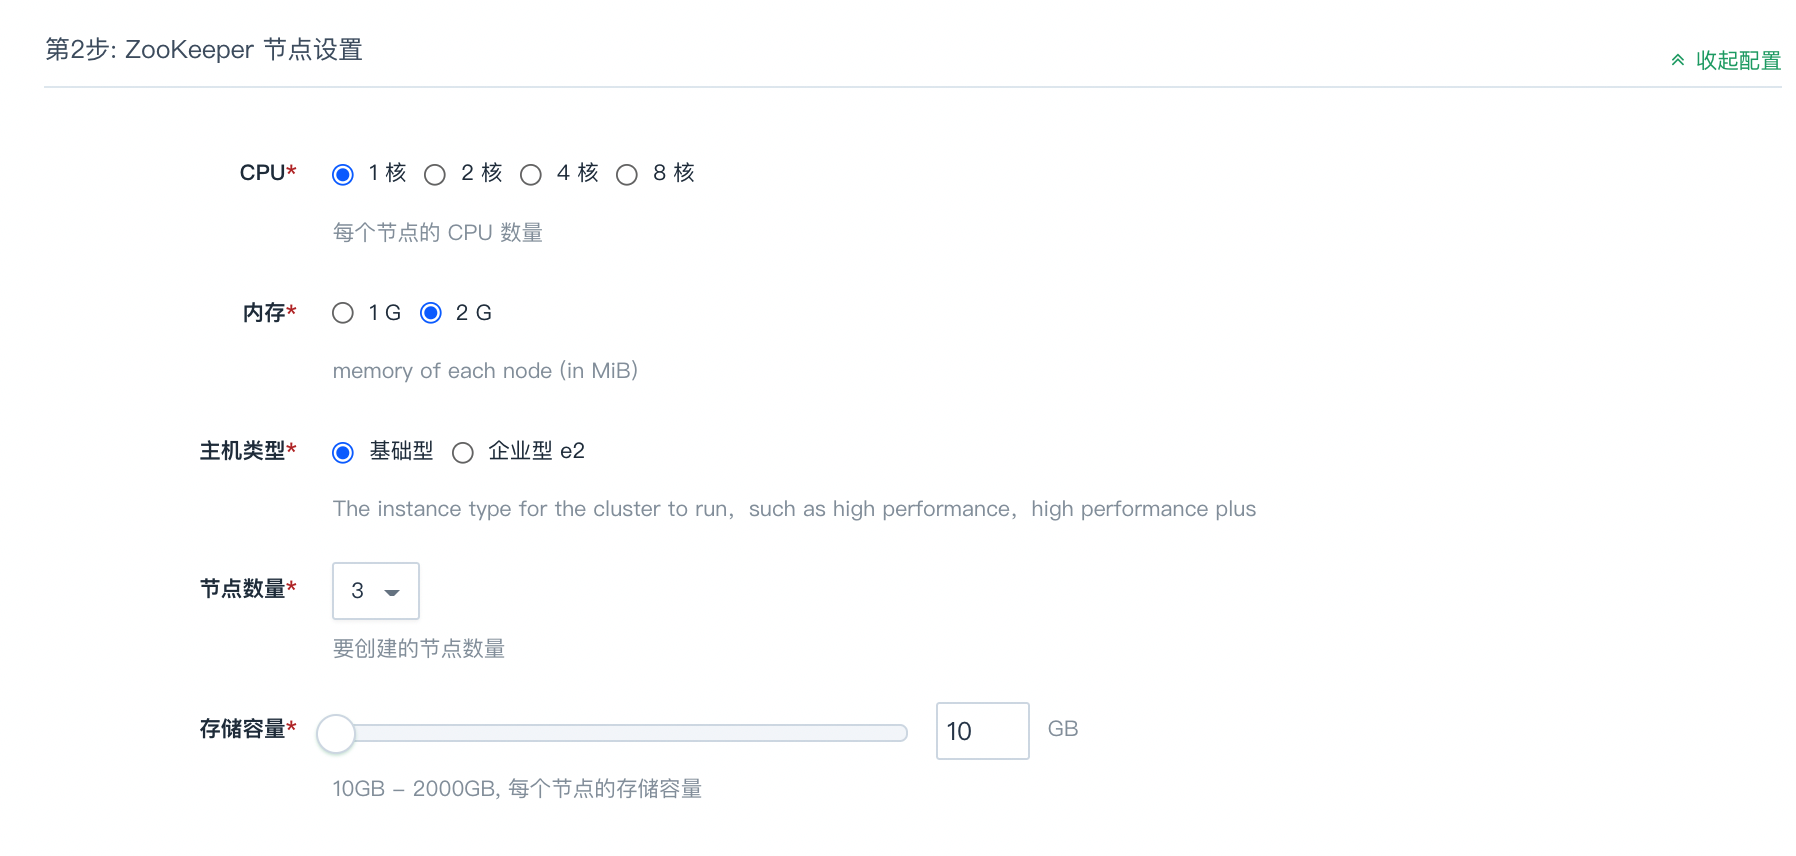 第2步: ZooKeeper 节点设置
收起配置
CPU* 1 核 2 核 4 核 8 核
每个节点的 CPU 数量
内存* 1 G 2 G
memory of each node (in MiB)
主机类型* 基础型 企业型 e2
The instance type for the cluster to run，such as high performance，high performance plus
节点数量* 3
要创建的节点数量
存储容量* 10 GB
10GB – 2000GB, 每个节点的存储容量